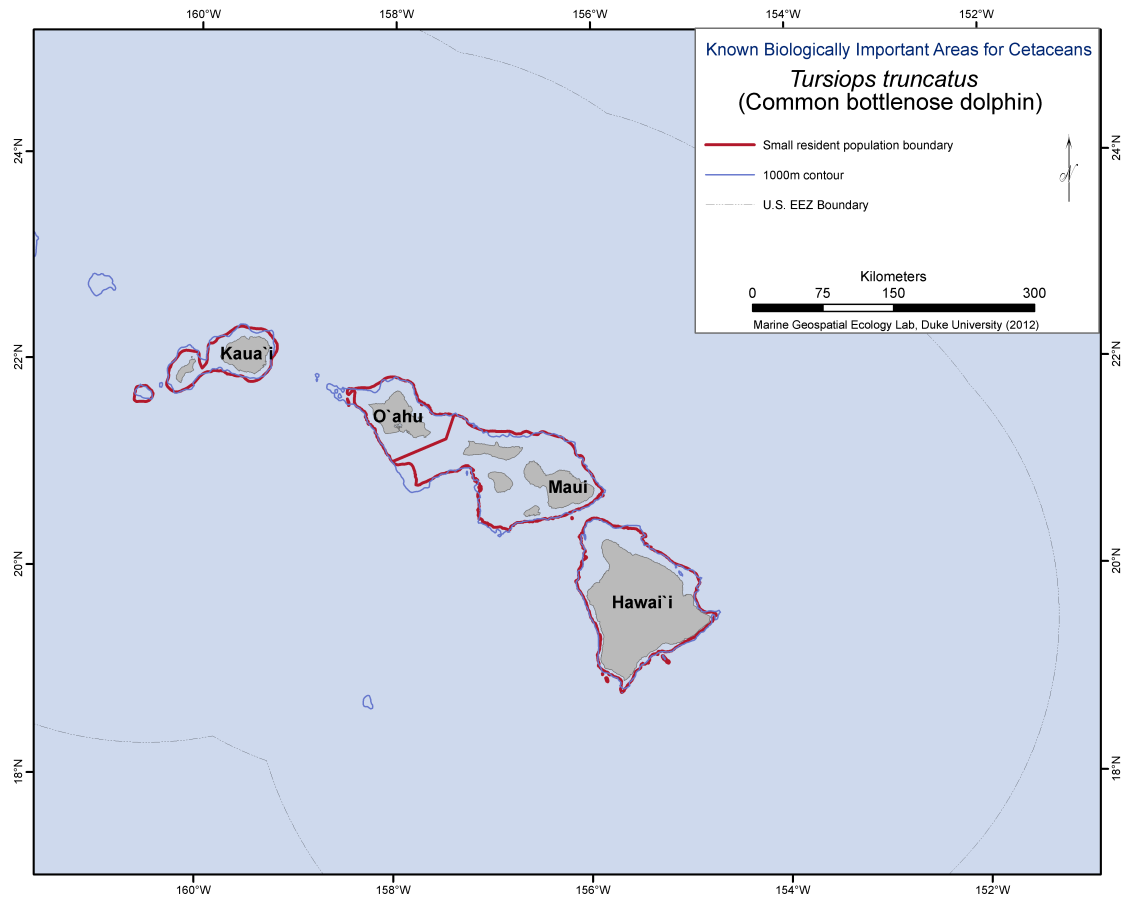 160°W 158°W 156°W 154°W 152°W
Known Biologically Important Areas for Cetaceans
Tursiops truncatus
(Common bottlenose dolphin)
Small resident population boundary
1000m contour
U.S. EEZ Boundary
N
Kilometers
0 75 150 300
Marine Geospatial Ecology Lab, Duke University (2012)
24°N 24°N
22°N 22°N
Kaua`i
O`ahu
Maui
20°N 20°N
Hawai`i
18°N 18°N
160°W 158°W 156°W 154°W 152°W